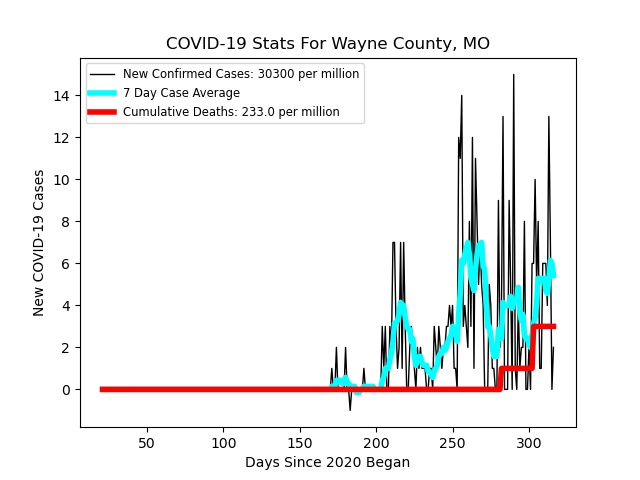 COVID-19 Stats For Wayne County, MO
New Confirmed Cases: 30300 per million
7 Day Case Average
Cumulative Deaths: 233.0 per million
14
12
10
8
6
4
2
0
New COVID-19 Cases
50 100 150 200 250 300
Days Since 2020 Began